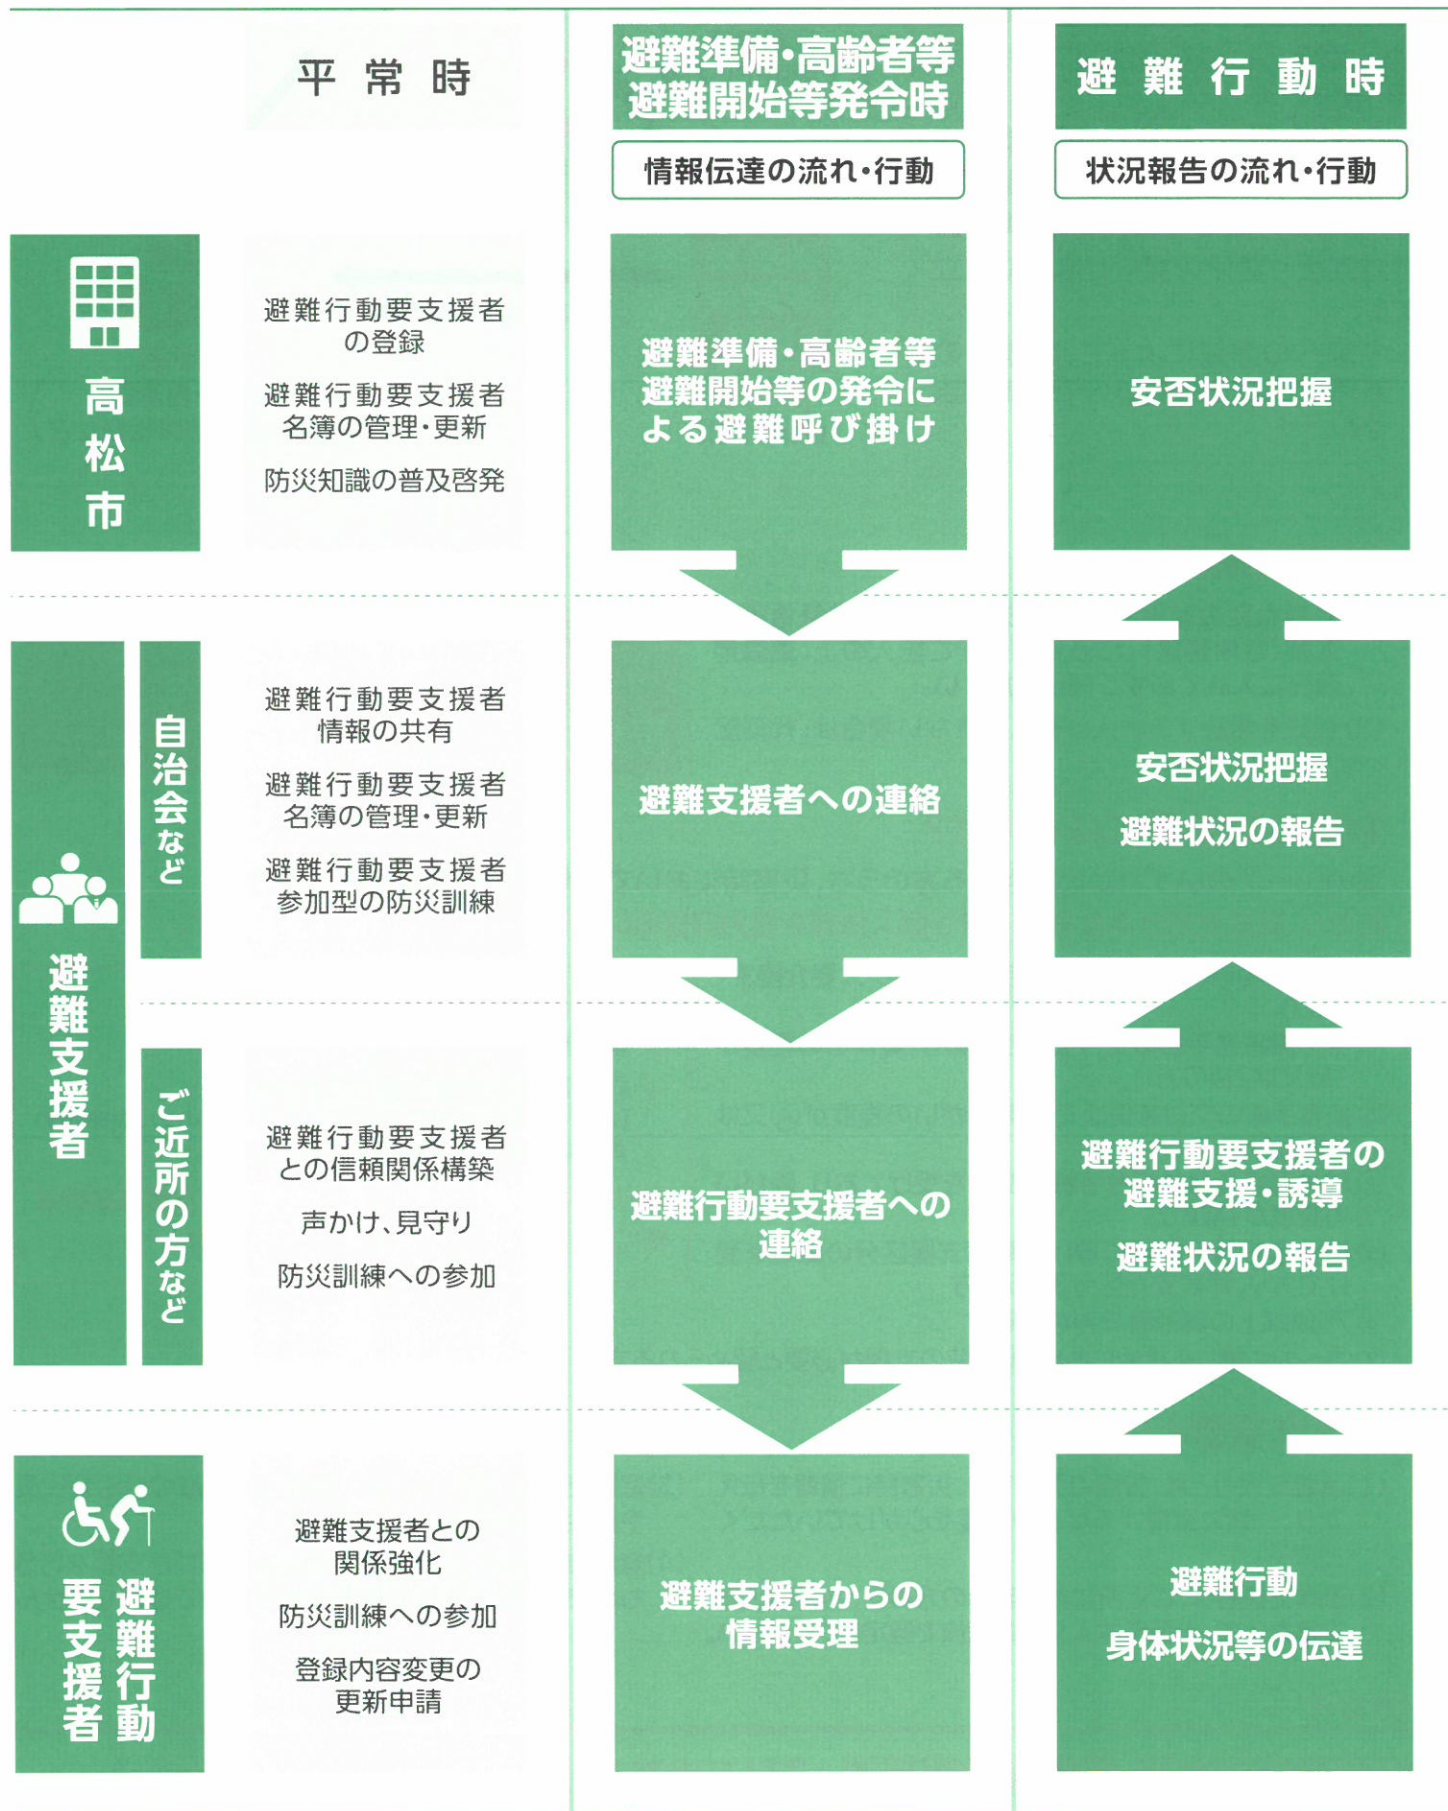 平常時
避難準備・高齢者等
避難開始等発令時
情報伝達の流れ・行動
避難行動時
状況報告の流れ・行動
高松市
避難行動要支援者
の登録
避難行動要支援者
名簿の管理・更新
防災知識の普及啓発
避難準備・高齢者等
避難開始等の発令に
よる避難呼び掛け
安否状況把握
避難支援者
自治会など
避難行動要支援者
情報の共有
避難行動要支援者
名簿の管理・更新
避難行動要支援者
参加型の防災訓練
避難支援者への連絡
安否状況把握
避難状況の報告
ご近所の方など
避難行動要支援者
との信頼関係構築
声かけ、見守り
防災訓練への参加
避難行動要支援者への
連絡
避難行動要支援者の
避難支援・誘導
避難状況の報告
避難行動
要支援者
避難支援者との
関係強化
防災訓練への参加
登録内容変更の
更新申請
避難支援者からの
情報受理
避難行動
身体状況等の伝達